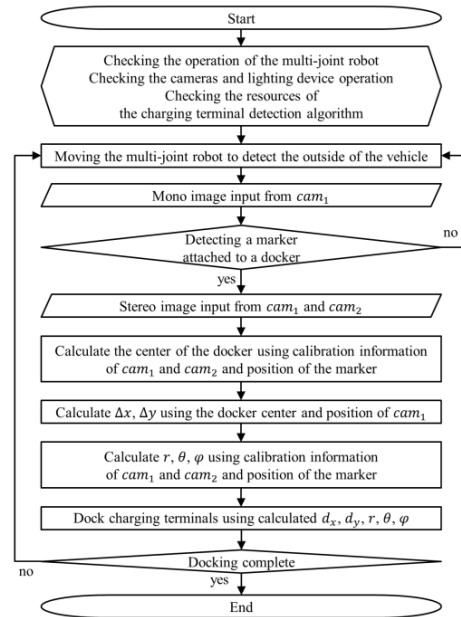 Start
Checking the operation of the multi-joint robot
Checking the cameras and lighting device operation
Checking the resources of
the charging terminal detection algorithm
Moving the multi-joint robot to detect the outside of the vehicle
Mono image input from cam₁
no
Detecting a marker
attached to a docker
yes
Stereo image input from cam₁ and cam₂
Calculate the center of the docker using calibration information
of cam₁ and cam₂ and position of the marker
Calculate Δx, Δy using the docker center and position of cam₁
Calculate r, θ, φ using calibration information
of cam₁ and cam₂ and position of the marker
Dock charging terminals using calculated dₓ, d_y, r, θ, φ
Docking complete
no
yes
End